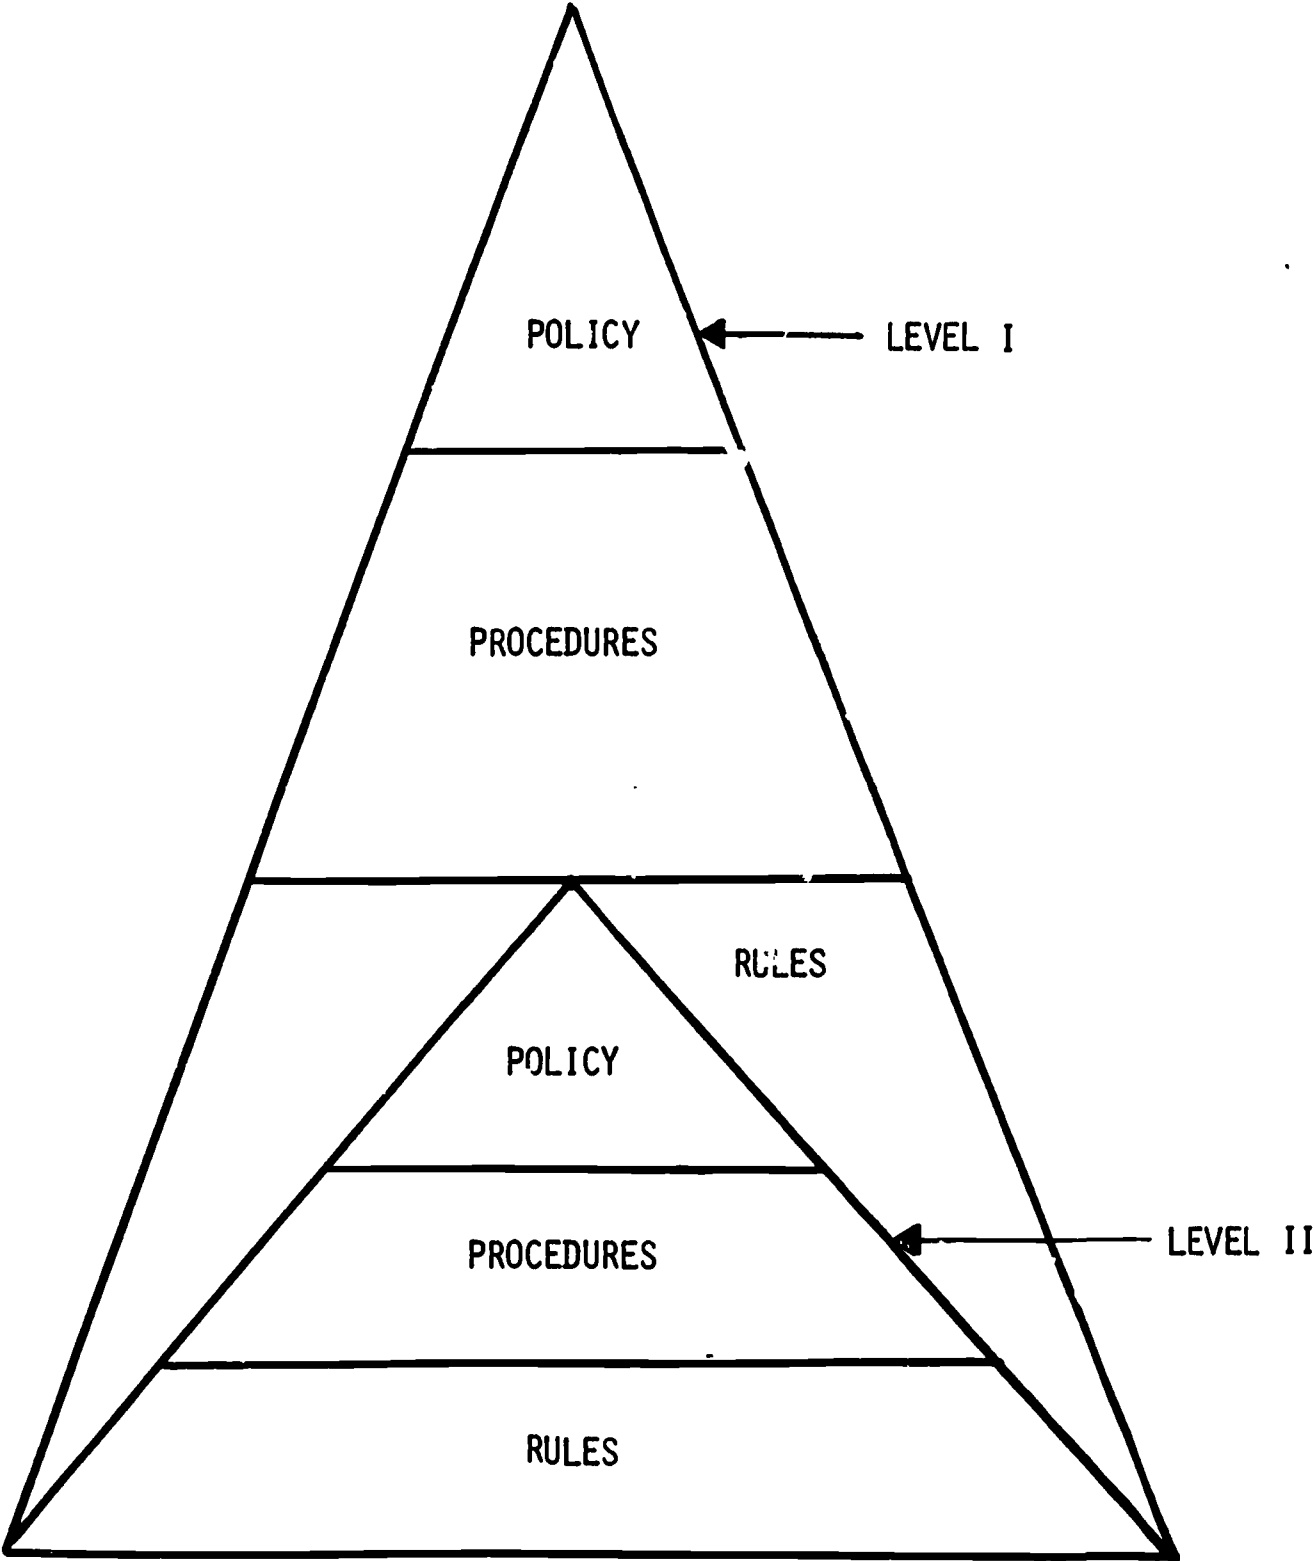 POLICY
LEVEL I
PROCEDURES
RULES
POLICY
LEVEL II
PROCEDURES
RULES